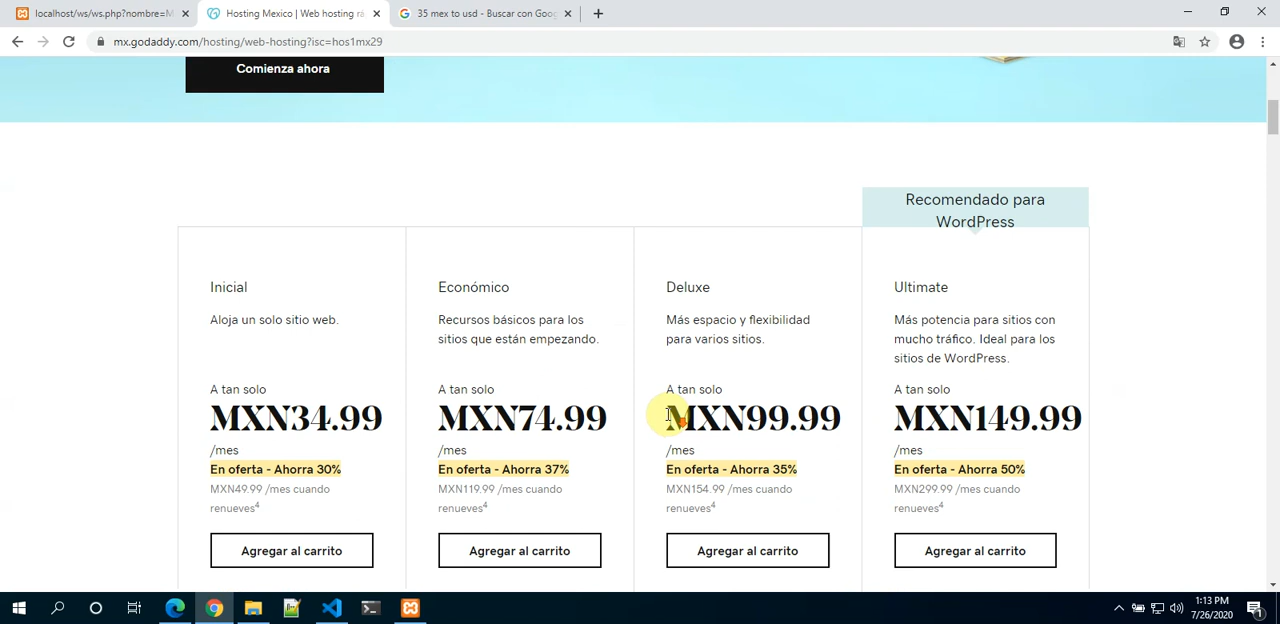 localhost/ws/ws.php?nombre=M
Hosting Mexico | Web hosting rá
35 mex to usd - Buscar con Goog
mx.godaddy.com/hosting/web-hosting?isc=hos1mx29
Comienza ahora
Recomendado para
WordPress
Inicial
Aloja un solo sitio web.
A tan solo
MXN34.99
/mes
En oferta - Ahorra 30%
MXN49.99 /mes cuando
renueves4
Agregar al carrito
Económico
Recursos básicos para los
sitios que están empezando.
A tan solo
MXN74.99
/mes
En oferta - Ahorra 37%
MXN119.99 /mes cuando
renueves4
Agregar al carrito
Deluxe
Más espacio y flexibilidad
para varios sitios.
A tan solo
MXN99.99
/mes
En oferta - Ahorra 35%
MXN154.99 /mes cuando
renueves4
Agregar al carrito
Ultimate
Más potencia para sitios con
mucho tráfico. Ideal para los
sitios de WordPress.
A tan solo
MXN149.99
/mes
En oferta - Ahorra 50%
MXN299.99 /mes cuando
renueves4
Agregar al carrito
1:13 PM
7/26/2020
1